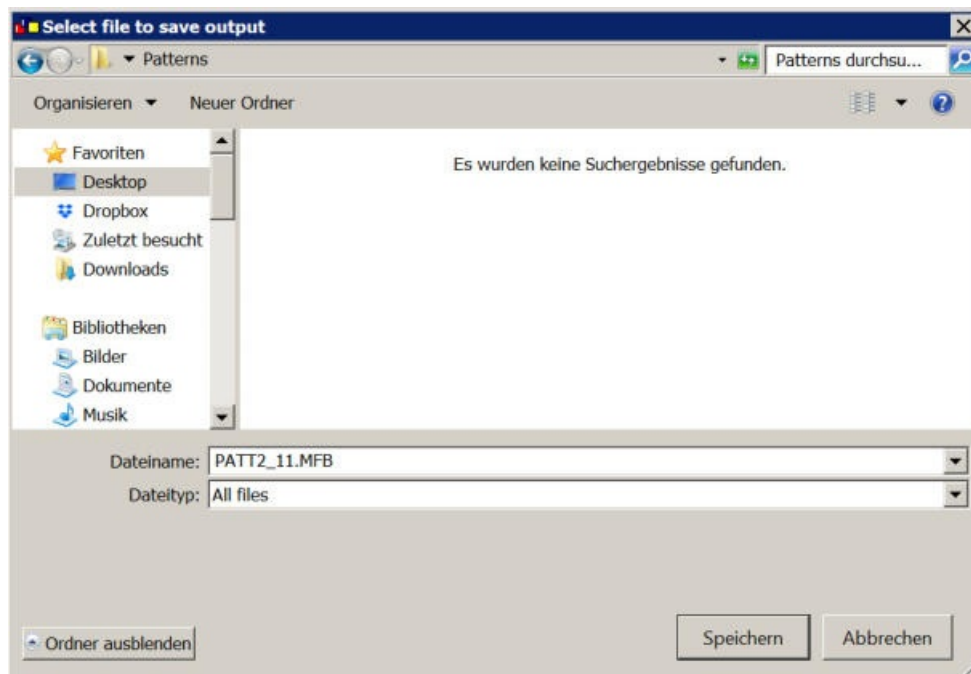 Select file to save output
Patterns
Patterns durchsu...
Organisieren
Neuer Ordner
Favoriten
Desktop
Dropbox
Zuletzt besucht
Downloads
Bibliotheken
Bilder
Dokumente
Musik
Es wurden keine Suchergebnisse gefunden.
Dateiname: PATT2_11.MFB
Dateityp: All files
Ordner ausblenden
Speichern
Abbrechen